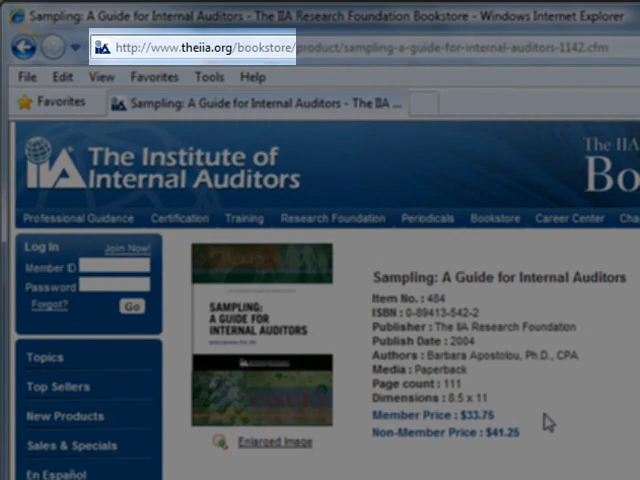 Sampling: A Guide for Internal Auditors - The IIA Research Foundation Bookstore - Windows Internet Explorer
http://www.theiia.org/bookstore/product/sampling-a-guide-for-internal-auditors-1142.cfm
File Edit View Favorites Tools Help
Favorites Sampling: A Guide for Internal Auditors - The IIA ...
IIA The Institute of
Internal Auditors
The IIA
Bo
Professional Guidance Certification Training Research Foundation Periodicals Bookstore Career Center Cha
Log In Join Now!
Member ID
Password
Forgot? Go
Topics
Top Sellers
New Products
Sales & Specials
En Español
SAMPLING:
A GUIDE FOR
INTERNAL AUDITORS
Enlarged Image
Sampling: A Guide for Internal Auditors
Item No. : 484
ISBN : 0-89413-542-2
Publisher : The IIA Research Foundation
Publish Date : 2004
Authors : Barbara Apostolou, Ph.D., CPA
Media : Paperback
Page count : 111
Dimensions : 8.5 x 11
Member Price : $33.75
Non-Member Price : $41.25